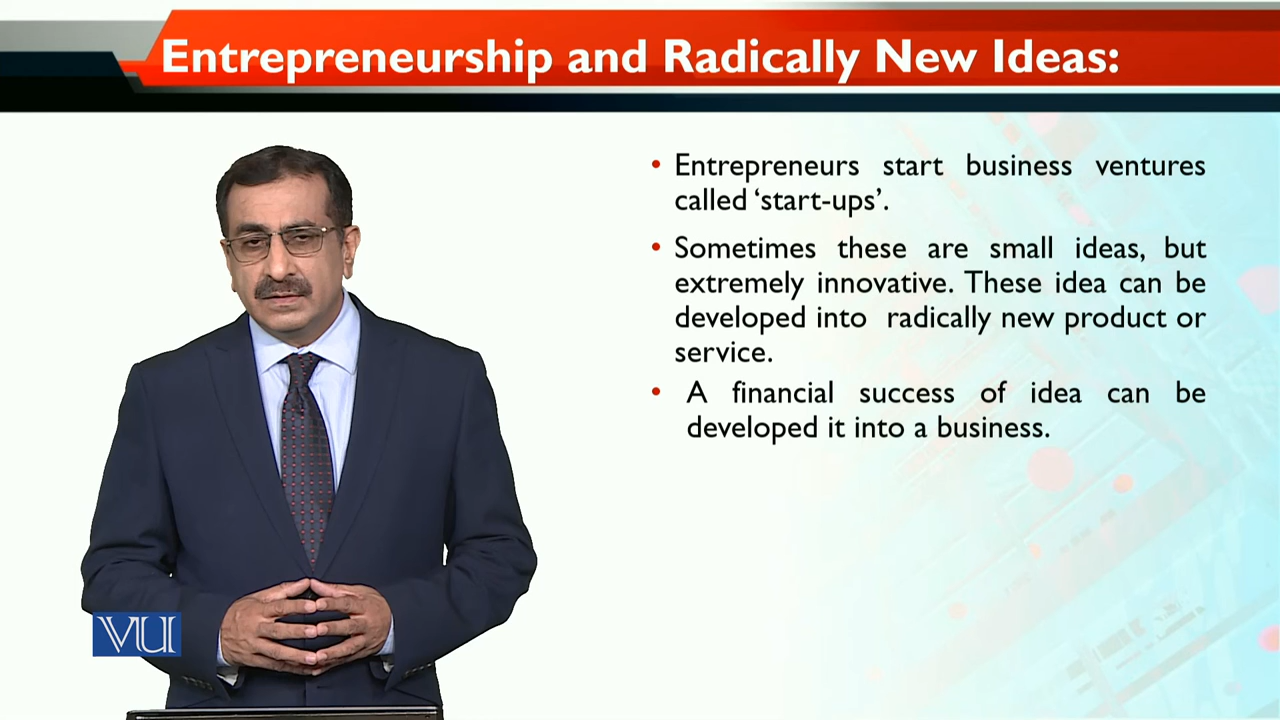 Entrepreneurship and Radically New Ideas:
• Entrepreneurs start business ventures
called ‘start-ups’.
• Sometimes these are small ideas, but
extremely innovative. These idea can be
developed into radically new product or
service.
• A financial success of idea can be
developed it into a business.
VU